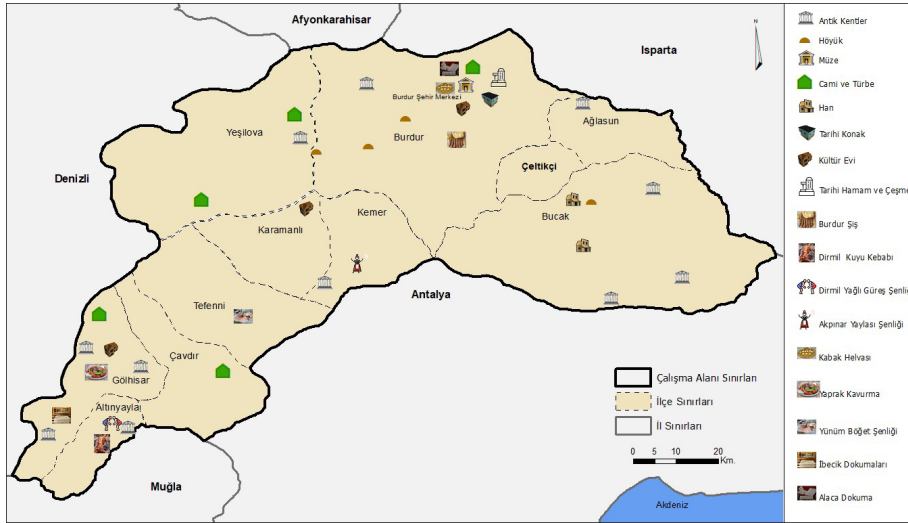 Afyonkarahisar
Isparta
N
Burdur Şehir Merkezi
Burdur
Ağlasun
Yeşilova
Çeltikçi
Denizli
Bucak
Kemer
Karamanlı
Antalya
Tefenni
Çavdır
Gölhisar
Altınyayla
Muğla
Akdeniz
Çalışma Alanı Sınırları
İlçe Sınırları
İl Sınırları
0 5 10 20
Km.
Antik Kentler
Höyük
Müze
Cami ve Türbe
Han
Tarihi Konak
Kültür Evi
Tarihi Hamam ve Çeşme
Burdur Şiş
Dirmil Kuyu Kebabı
Dirmil Yağlı Güreş Şenliğ
Akpınar Yaylası Şenliği
Kabak Helvası
Yaprak Kavurma
Yünüm Böğet Şenliği
İbecik Dokumaları
Alaca Dokuma